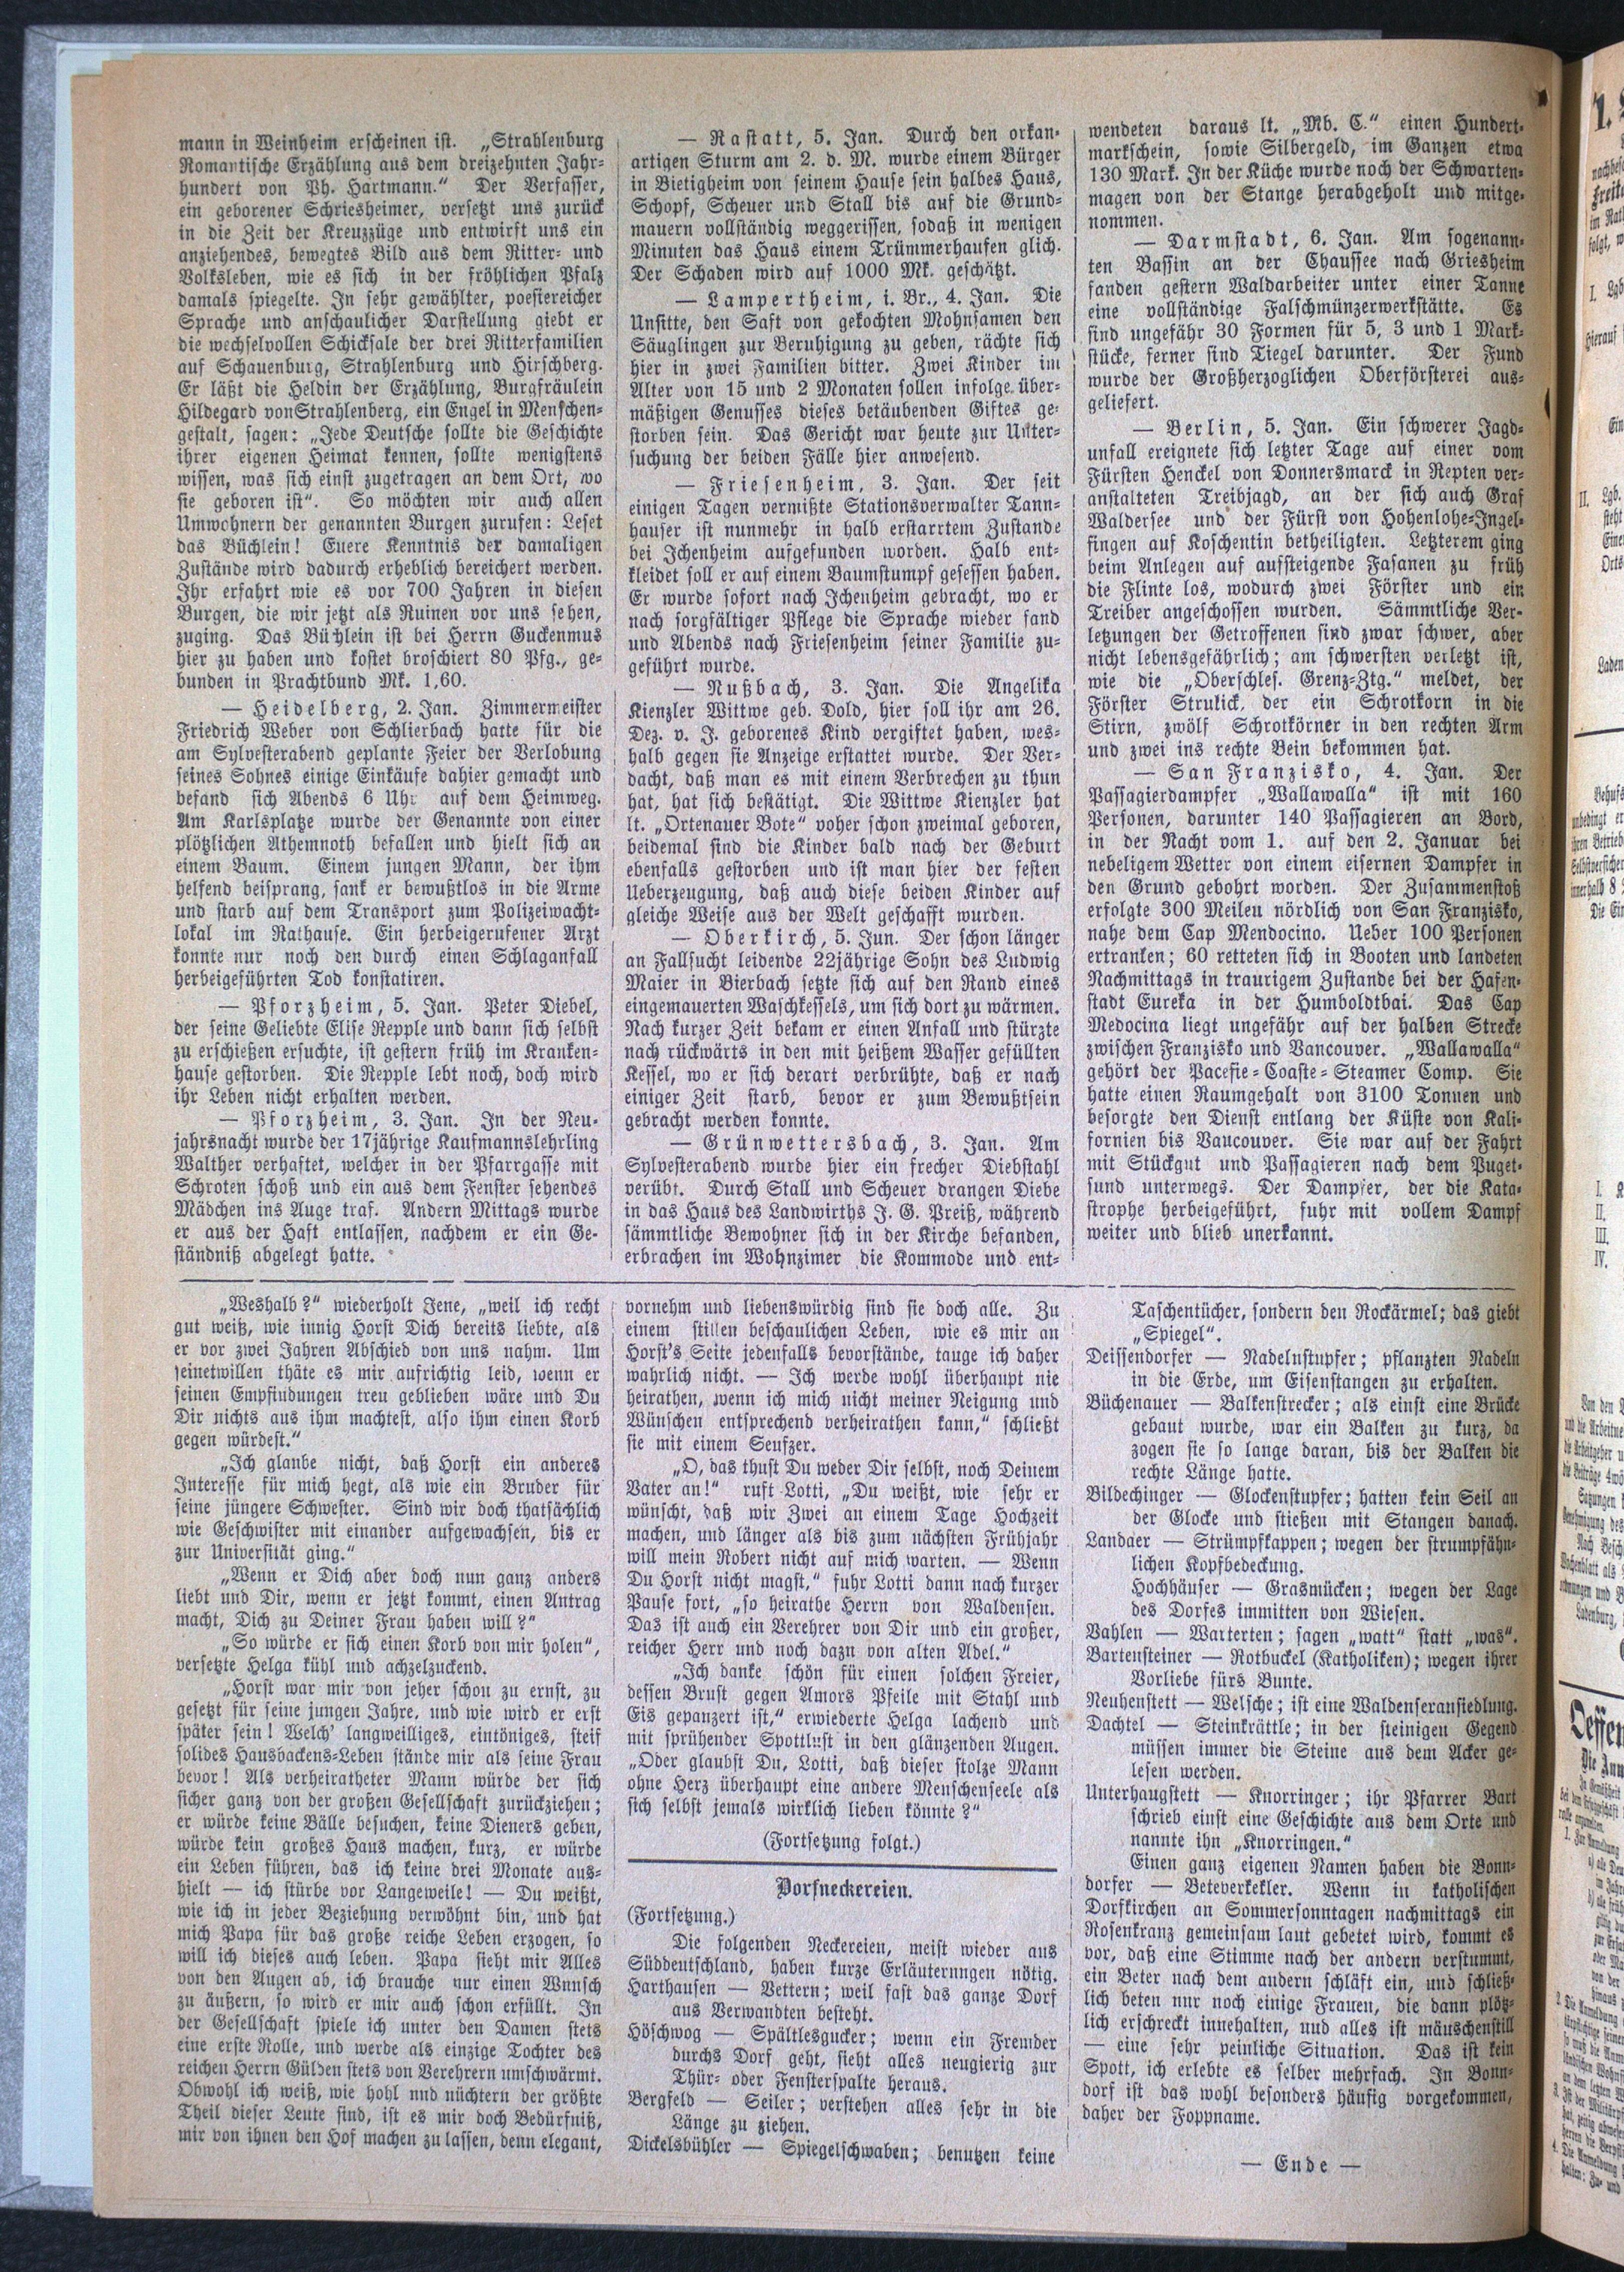 mann in Weinheim erscheinen ist. „Strahlenburg
Romantische Erzählung aus dem dreizehnten Jahr-
hundert von Ph. Hartmann.“ Der Verfasser,
ein geborener Schriesheimer, versetzt uns zurück
in die Zeit der Kreuzzüge und entwirft uns ein
anziehendes, bewegtes Bild aus dem Ritter- und
Volksleben, wie es sich in der fröhlichen Pfalz
damals spiegelte. In sehr gewählter, poesiereicher
Sprache und anschaulicher Darstellung giebt er
die wechselvollen Schicksale der drei Ritterfamilien
auf Schauenburg, Strahlenburg und Hirschberg.
Er läßt die Heldin der Erzählung, Burgfräulein
Hildegard von Strahlenberg, ein Engel in Menschen-
gestalt, sagen: „Jede Deutsche sollte die Geschichte
ihrer eigenen Heimat kennen, sollte wenigstens
wissen, was sich einst zugetragen an dem Ort, wo
sie geboren ist“. So möchten wir auch allen
Umwohnern der genannten Burgen zurufen: Leset
das Büchlein! Euere Kenntnis der damaligen
Zustände wird dadurch erheblich bereichert werden.
Ihr erfahrt wie es vor 700 Jahren in diesen
Burgen, die wir jetzt als Ruinen vor uns sehen,
zuging. Das Büchlein ist bei Herrn Guckenmus
hier zu haben und kostet broschiert 80 Pfg., ge-
bunden in Prachtbund Mk. 1,60.
— Heidelberg, 2. Jan. Zimmermeister
Friedrich Weber von Schlierbach hatte für die
am Sylvesterabend geplante Feier der Verlobung
seines Sohnes einige Einkäufe dahier gemacht und
befand sich Abends 6 Uhr auf dem Heimweg.
Am Karlsplatze wurde der Genannte von einer
plötzlichen Athemnoth befallen und hielt sich an
einem Baum. Einem jungen Mann, der ihm
helfend beisprang, sank er bewußtlos in die Arme
und starb auf dem Transport zum Polizeiwacht-
lokal im Rathause. Ein herbeigerufener Arzt
konnte nur noch den durch einen Schlaganfall
herbeigeführten Tod konstatiren.
— Pforzheim, 5. Jan. Peter Diebel,
der seine Geliebte Elise Repple und dann sich selbst
zu erschießen ersuchte, ist gestern früh im Kranken-
hause gestorben. Die Repple lebt noch, doch wird
ihr Leben nicht erhalten werden.
— Pforzheim, 3. Jan. In der Neu-
jahrsnacht wurde der 17jährige Kaufmannslehrling
Walther verhaftet, welcher in der Pfarrgasse mit
Schroten schoß und ein aus dem Fenster sehendes
Mädchen ins Auge traf. Andern Mittags wurde
er aus der Haft entlassen, nachdem er ein Ge-
ständniß abgelegt hatte.
— Rastatt, 5. Jan. Durch den orkan-
artigen Sturm am 2. d. M. wurde einem Bürger
in Bietigheim von seinem Hause sein halbes Haus,
Schopf, Scheuer und Stall bis auf die Grund-
mauern vollständig weggerissen, sodaß in wenigen
Minuten das Haus einem Trümmerhaufen glich.
Der Schaden wird auf 1000 Mk. geschätzt.
— Lampertheim, i. Br., 4. Jan. Die
Unsitte, den Saft von gekochten Mohnsamen den
Säuglingen zur Beruhigung zu geben, rächte sich
hier in zwei Familien bitter. Zwei Kinder im
Alter von 15 und 2 Monaten sollen infolge über-
mäßigen Genusses dieses betäubenden Giftes ge-
storben sein. Das Gericht war heute zur Unter-
suchung der beiden Fälle hier anwesend.
— Friesenheim, 3. Jan. Der seit
einigen Tagen vermißte Stationsverwalter Tann-
hauser ist nunmehr in halb erstarrtem Zustande
bei Ichenheim aufgefunden worden. Halb ent-
kleidet soll er auf einem Baumstumpf gesessen haben.
Er wurde sofort nach Ichenheim gebracht, wo er
nach sorgfältiger Pflege die Sprache wieder fand
und Abends nach Friesenheim seiner Familie zu-
geführt wurde.
— Nußbach, 3. Jan. Die Angelika
Kienzler Wittwe geb. Dold, hier soll ihr am 26.
Dez. v. J. geborenes Kind vergiftet haben, wes-
halb gegen sie Anzeige erstattet wurde. Der Ver-
dacht, daß man es mit einem Verbrechen zu thun
hat, hat sich bestätigt. Die Wittwe Kienzler hat
lt. „Ortenauer Bote“ voher schon zweimal geboren,
beidemal sind die Kinder bald nach der Geburt
ebenfalls gestorben und ist man hier der festen
Ueberzeugung, daß auch diese beiden Kinder auf
gleiche Weise aus der Welt geschafft wurden.
— Oberkirch, 5. Jun. Der schon länger
an Fallsucht leidende 22jährige Sohn des Ludwig
Maier in Bierbach setzte sich auf den Rand eines
eingemauerten Waschkessels, um sich dort zu wärmen.
Nach kurzer Zeit bekam er einen Anfall und stürzte
nach rückwärts in den mit heißem Wasser gefüllten
Kessel, wo er sich derart verbrühte, daß er nach
einiger Zeit starb, bevor er zum Bewußtsein
gebracht werden konnte.
— Grünwettersbach, 3. Jan. Am
Sylvesterabend wurde hier ein frecher Diebstahl
verübt. Durch Stall und Scheuer drangen Diebe
in das Haus des Landwirths J. G. Preiß, während
sämmtliche Bewohner sich in der Kirche befanden,
erbrachen im Wohnzimer die Kommode und ent-
wendeten daraus lt. „Mb. C.“ einen Hundert-
markschein, sowie Silbergeld, im Ganzen etwa
130 Mark. In der Küche wurde noch der Schwarten-
magen von der Stange herabgeholt und mitge-
nommen.
— Darmstadt, 6. Jan. Am sogenann-
ten Bassin an der Chaussee nach Griesheim
fanden gestern Waldarbeiter unter einer Tanne
eine vollständige Falschmünzerwerkstätte. Es
sind ungefähr 30 Formen für 5, 3 und 1 Mark-
stücke, ferner sind Tiegel darunter. Der Fund
wurde der Großherzoglichen Oberförsterei aus-
geliefert.
— Berlin, 5. Jan. Ein schwerer Jagd-
unfall ereignete sich letzter Tage auf einer vom
Fürsten Henckel von Donnersmarck in Repten ver-
anstalteten Treibjagd, an der sich auch Graf
Waldersee und der Fürst von Hohenlohe-Ingel-
fingen auf Koschentin betheiligten. Letzterem ging
beim Anlegen auf aufsteigende Fasanen zu früh
die Flinte los, wodurch zwei Förster und ein
Treiber angeschossen wurden. Sämmtliche Ver-
letzungen der Getroffenen sind zwar schwer, aber
nicht lebensgefährlich; am schwersten verletzt ist,
wie die „Oberschles. Grenz-Ztg.“ meldet, der
Förster Strulick, der ein Schrotkorn in die
Stirn, zwölf Schrotkörner in den rechten Arm
und zwei ins rechte Bein bekommen hat.
— San Franzisko, 4. Jan. Der
Passagierdampfer „Wallawalla“ ist mit 160
Personen, darunter 140 Passagieren an Bord,
in der Nacht vom 1. auf den 2. Januar bei
nebeligem Wetter von einem eisernen Dampfer in
den Grund gebohrt worden. Der Zusammenstoß
erfolgte 300 Meilen nördlich von San Franzisko,
nahe dem Cap Mendocino. Ueber 100 Personen
ertranken; 60 retteten sich in Booten und landeten
Nachmittags in traurigem Zustande bei der Hafen-
stadt Eureka in der Humboldtbai. Das Cap
Medocina liegt ungefähr auf der halben Strecke
zwischen Franzisko und Vancouver. „Wallawalla“
gehört der Pacefie-Coaste-Steamer Comp. Sie
hatte einen Raumgehalt von 3100 Tonnen und
besorgte den Dienst entlang der Küste von Kali-
fornien bis Vancouver. Sie war auf der Fahrt
mit Stückgut und Passagieren nach dem Puget-
sund unterwegs. Der Dampfer, der die Kata-
strophe herbeigeführt, fuhr mit vollem Dampf
weiter und blieb unerkannt.
„Weshalb?“ wiederholt Jene, „weil ich recht
gut weiß, wie innig Horst Dich bereits liebte, als
er vor zwei Jahren Abschied von uns nahm. Um
seinetwillen thäte es mir aufrichtig leid, wenn er
seinen Empfindungen treu geblieben wäre und Du
Dir nichts aus ihm machtest, also ihm einen Korb
gegen würdest.“
„Ich glaube nicht, daß Horst ein anderes
Interesse für mich hegt, als wie ein Bruder für
seine jüngere Schwester. Sind wir doch thatsächlich
wie Geschwister mit einander aufgewachsen, bis er
zur Universität ging.“
„Wenn er Dich aber doch nun ganz anders
liebt und Dir, wenn er jetzt kommt, einen Antrag
macht, Dich zu Deiner Frau haben will?“
„So würde er sich einen Korb von mir holen“,
versetzte Helga kühl und achzelzuckend.
„Horst war mir von jeher schon zu ernst, zu
gesetzt für seine jungen Jahre, und wie wird er erst
später sein! Welch' langweilliges, eintöniges, steif
solides Hausbackens-Leben stände mir als seine Frau
bevor! Als verheiratheter Mann würde der sich
sicher ganz von der großen Gesellschaft zurückziehen;
er würde keine Bälle besuchen, keine Dieners geben,
würde kein großes Haus machen, kurz, er würde
ein Leben führen, das ich keine drei Monate aus-
hielt — ich stürbe vor Langeweile! — Du weißt,
wie ich in jeder Beziehung verwöhnt bin, und hat
mich Papa für das große reiche Leben erzogen, so
will ich dieses auch leben. Papa sieht mir Alles
von den Augen ab, ich brauche nur einen Wunsch
zu äußern, so wird er mir auch schon erfüllt. In
der Gesellschaft spiele ich unter den Damen stets
eine erste Rolle, und werde als einzige Tochter des
reichen Herrn Gülden stets von Verehrern umschwärmt.
Obwohl ich weiß, wie hohl und nüchtern der größte
Theil dieser Leute sind, ist es mir doch Bedürfniß,
mir von ihnen den Hof machen zu lassen, denn elegant,
vornehm und liebenswürdig sind sie doch alle. Zu
einem stillen beschaulichen Leben, wie es mir an
Horst's Seite jedenfalls bevorstände, tauge ich daher
wahrlich nicht. — Ich werde wohl überhaupt nie
heirathen, wenn ich mich nicht meiner Neigung und
Wünschen entsprechend verheirathen kann,“ schließt
sie mit einem Seufzer.
„O, das thust Du weder Dir selbst, noch Deinem
Vater an!“ ruft Lotti, „Du weißt, wie sehr er
wünscht, daß wir Zwei an einem Tage Hochzeit
machen, und länger als bis zum nächsten Frühjahr
will mein Robert nicht auf mich warten. — Wenn
Du Horst nicht magst,“ fuhr Lotti dann nach kurzer
Pause fort, „so heirathe Herrn von Waldensen.
Das ist auch ein Verehrer von Dir und ein großer,
reicher Herr und noch dazu von alten Adel.“
„Ich danke schön für einen solchen Freier,
dessen Brust gegen Amors Pfeile mit Stahl und
Eis gepanzert ist,“ erwiederte Helga lachend und
mit sprühender Spottlust in den glänzenden Augen.
„Oder glaubst Du, Lotti, daß dieser stolze Mann
ohne Herz überhaupt eine andere Menschenseele als
sich selbst jemals wirklich lieben könnte?“
(Fortsetzung folgt.)
Dorfneckereien.
(Fortsetzung.)
Die folgenden Neckereien, meist wieder aus
Süddeutschland, haben kurze Erläuterungen nötig.
Harthausen — Vettern; weil fast das ganze Dorf
aus Verwandten besteht.
Höschwog — Spältlesgucker; wenn ein Fremder
durchs Dorf geht, sieht alles neugierig zur
Thür- oder Fensterspalte heraus.
Bergfeld — Seiler; verstehen alles sehr in die
Länge zu ziehen.
Dickelsbühler — Spiegelschwaben; benutzen keine
Taschentücher, sondern den Rockärmel; das giebt
„Spiegel“.
Deissendorfer — Nadelnstupfer; pflanzten Nadeln
in die Erde, um Eisenstangen zu erhalten.
Büchenauer — Balkenstrecker; als einst eine Brücke
gebaut wurde, war ein Balken zu kurz, da
zogen sie so lange daran, bis der Balken die
rechte Länge hatte.
Bildechinger — Glockenstupfer; hatten kein Seil an
der Glocke und stießen mit Stangen danach.
Landaer — Strümpfkappen; wegen der strumpfähn-
lichen Kopfbedeckung.
Hochhäuser — Grasmücken; wegen der Lage
des Dorfes immitten von Wiesen.
Vahlen — Warterten; sagen „watt“ statt „was“.
Bartensteiner — Rotbuckel (Katholiken); wegen ihrer
Vorliebe fürs Bunte.
Neuhenstett — Welsche; ist eine Waldenseransiedlung.
Dachtel — Steinkrättle; in der steinigen Gegend
müssen immer die Steine aus dem Acker ge-
lesen werden.
Unterhaugstett — Knorringer; ihr Pfarrer Bart
schrieb einst eine Geschichte aus dem Orte und
nannte ihn „Knorringen.“
Einen ganz eigenen Namen haben die Bonn-
dorfer — Beteverkekler. Wenn in katholischen
Dorfkirchen an Sommersonntagen nachmittags ein
Rosenkranz gemeinsam laut gebetet wird, kommt es
vor, daß eine Stimme nach der andern verstummt,
ein Beter nach dem andern schläft ein, und schließ-
lich beten nur noch einige Frauen, die dann plötz-
lich erschreckt innehalten, und alles ist mäuschenstill
— eine sehr peinliche Situation. Das ist kein
Spott, ich erlebte es selber mehrfach. In Bonn-
dorf ist das wohl besonders häufig vorgekommen,
daher der Foppname.
— Ende —